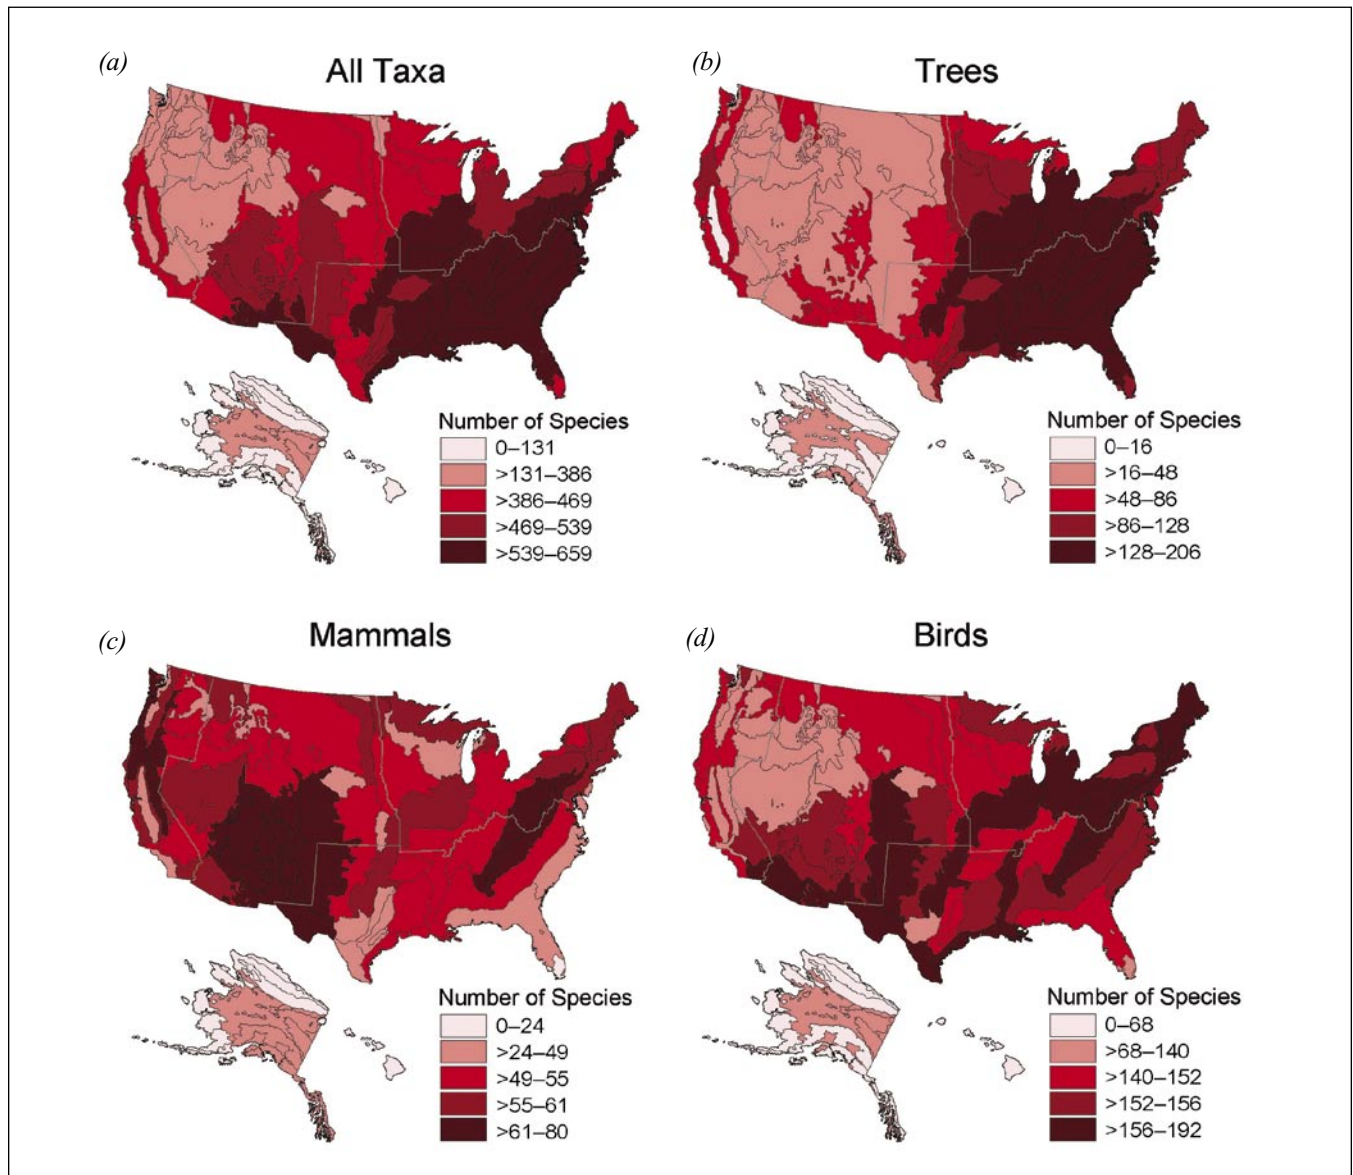 (a)
All Taxa
Number of Species
0–131
>131–386
>386–469
>469–539
>539–659
(b)
Trees
Number of Species
0–16
>16–48
>48–86
>86–128
>128–206
(c)
Mammals
Number of Species
0–24
>24–49
>49–55
>55–61
>61–80
(d)
Birds
Number of Species
0–68
>68–140
>140–152
>152–156
>156–192